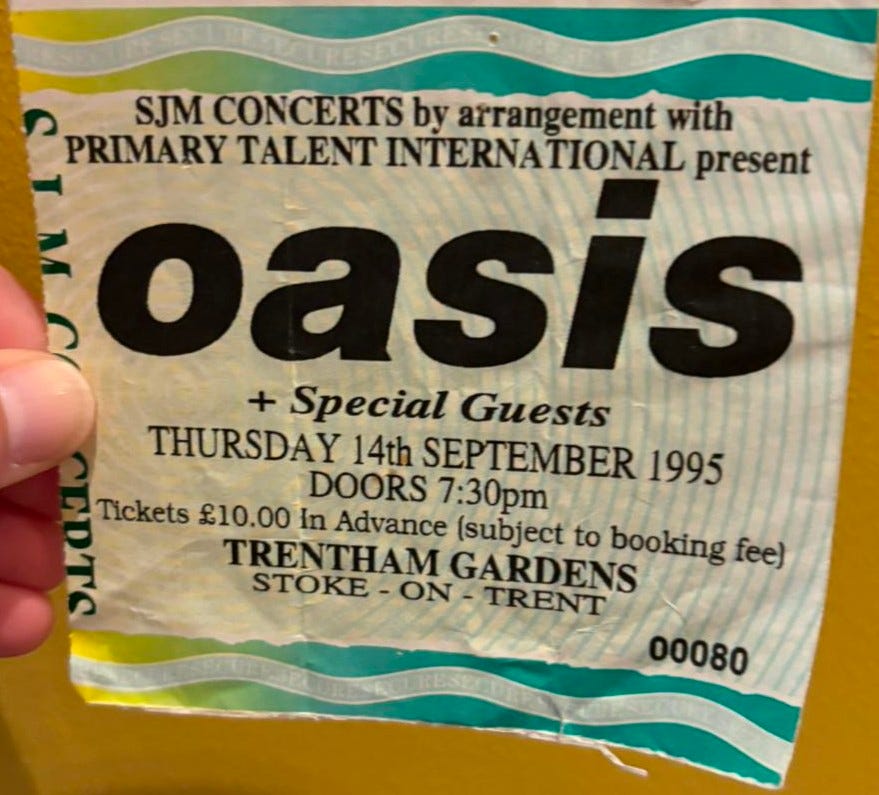 SJM CONCERTS by arrangement with
PRIMARY TALENT INTERNATIONAL present
oasis
+ Special Guests
THURSDAY 14th SEPTEMBER 1995
DOORS 7:30pm
Tickets £10.00 In Advance (subject to booking fee)
TRENTHAM GARDENS
STOKE - ON - TRENT
00080